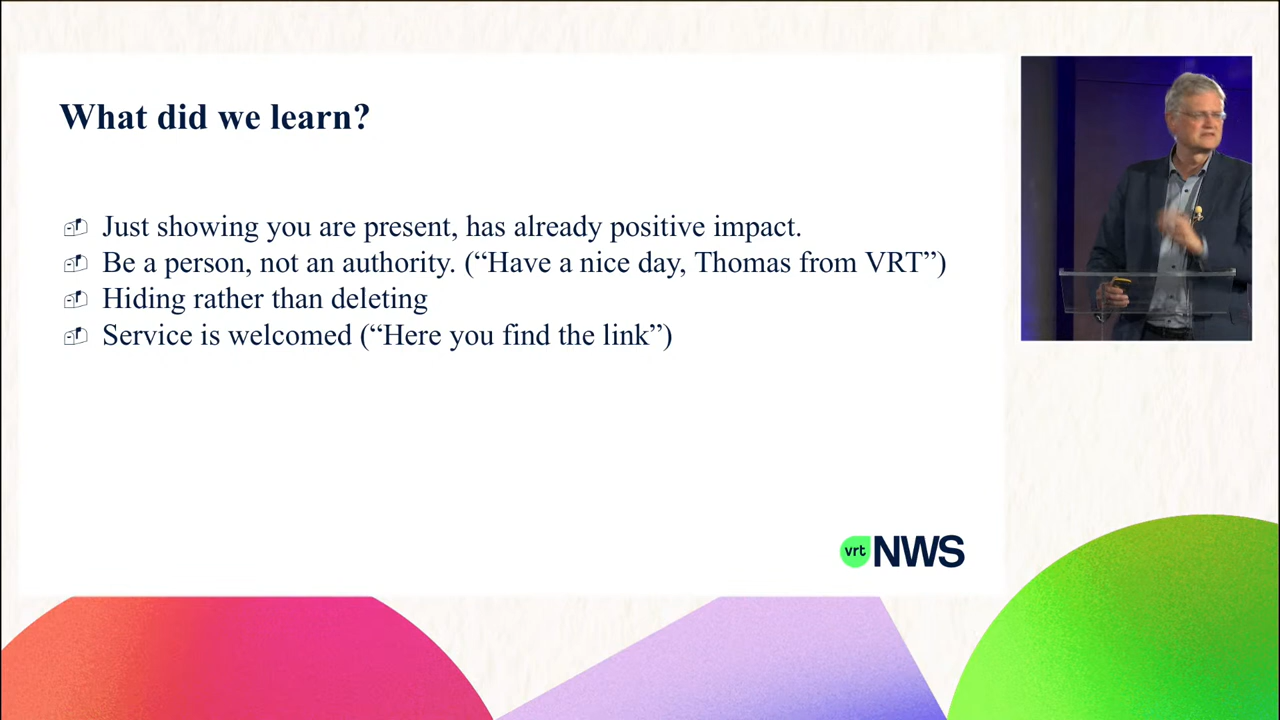 What did we learn?
Just showing you are present, has already positive impact.
Be a person, not an authority. (“Have a nice day, Thomas from VRT”)
Hiding rather than deleting
Service is welcomed (“Here you find the link”)
vrt NWS